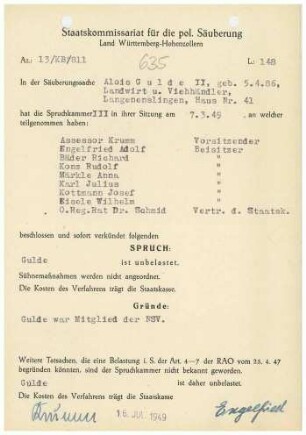 Staatskommissariat für die pol. Säuberung
Land Württemberg-Hohenzollern
Az.: 13/KB/811
635
L: 148
In der Säuberungssache Alois G u l d e II, geb. 5.4.86,
Landwirt u. Viehhändler,
Langenenslingen, Haus Nr. 41
hat die Spruchkammer III in ihrer Sitzung am 7.3.49 , an welcher
teilgenommen haben:
Assessor Krumm Vorsitzender
Engelfried Adolf Beisitzer
Bäder Richard "
Kons Rudolf "
Märkle Anna "
Karl Julius "
Kottmann Josef "
Eisele Wilhelm "
O.Reg.Rat Dr. Schmid Vertr. d. Staatsk.
beschlossen und sofort verkündet folgenden
SPRUCH:
Gulde
ist unbelastet.
Sühnemaßnahmen werden nicht angeordnet.
Die Kosten des Verfahrens trägt die Staatskasse.
Gründe:
Gulde war Mitglied der NSV.
Weitere Tatsachen, die eine Belastung i. S. der Art. 4—7 der RAO vom 25. 4. 47
begründen könnten, sind der Spruchkammer nicht bekannt geworden.
Gulde ist daher unbelastet.
Die Kosten des Verfahrens trägt die Staatskasse.
Krumm 1949 Engelfried